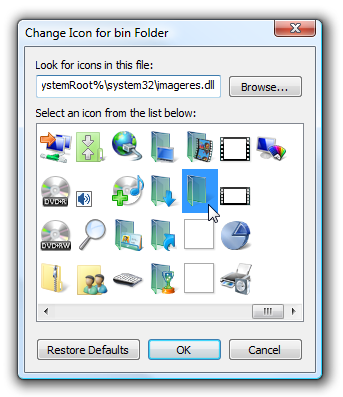 Change Icon for bin Folder
Look for icons in this file:
ystemRoot%\system32\imageres.dll
Browse...
Select an icon from the list below:
DVD-R
DVD-RW
Restore Defaults
OK
Cancel